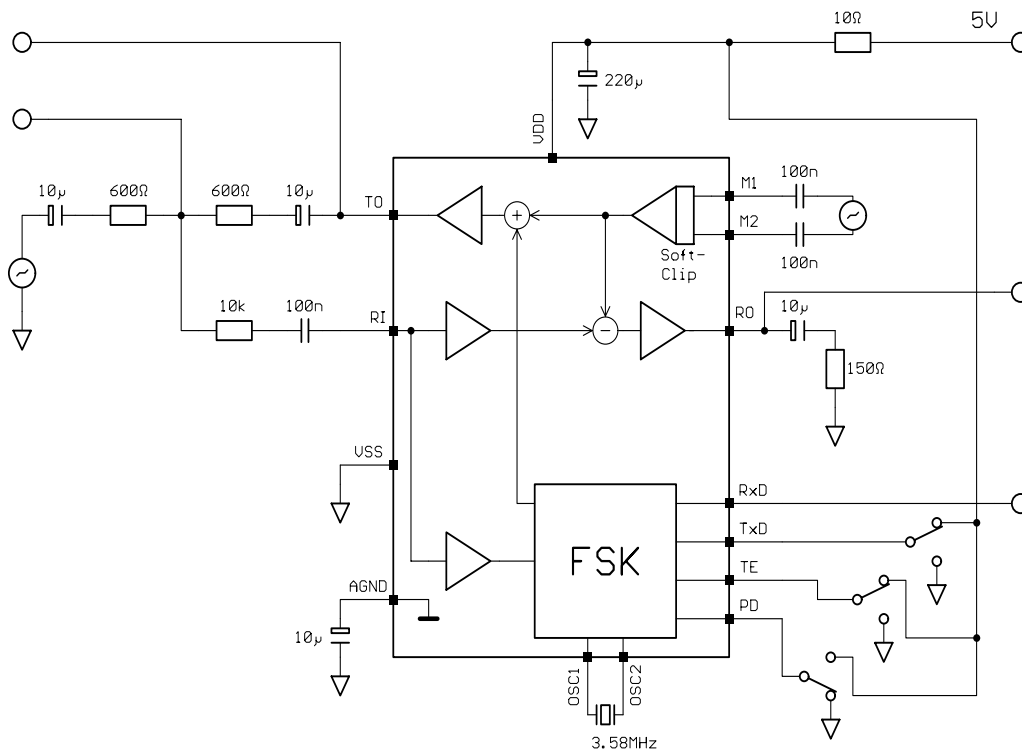 10Ω
5V
220µ
VDD
10µ
600Ω
600Ω
10µ
TO
M1
100n
M2
100n
Soft-
Clip
+
10k
100n
RI
−
RO
10µ
150Ω
VSS
RxD
TxD
FSK
TE
AGND
PD
10µ
OSC1
OSC2
3.58MHz